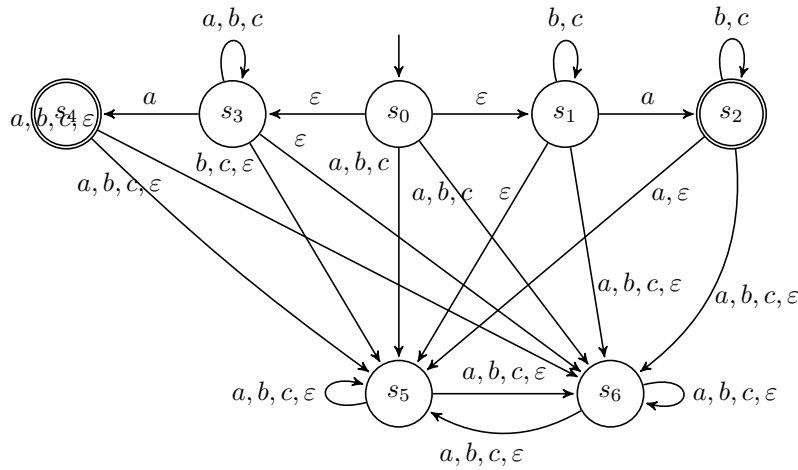 a, b, c
b, c
b, c
s4
a
s3
ε
s0
ε
s1
a
s2
a, b, c, ε
b, c, ε
ε
a, b, c
a, b, c, ε
a, b, c
ε
a, ε
a, b, c, ε
a, b, c, ε
a, b, c, ε
a, b, c, ε
s5
s6
a, b, c, ε
a, b, c, ε